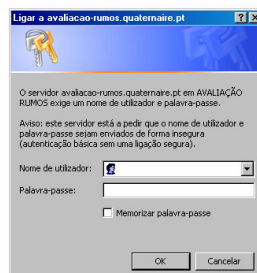 Ligar a avaliacao-rumos.quaternaire.pt
O servidor avaliacao-rumos.quaternaire.pt em AVALIAÇÃO
RUMOS exige um nome de utilizador e palavra-passe.
Aviso: este servidor está a pedir que o nome de utilizador e
palavra-passe sejam enviados de forma insegura
(autenticação básica sem uma ligação segura).
Nome de utilizador:
Palavra-passe:
Memorizar palavra-passe
OK Cancelar